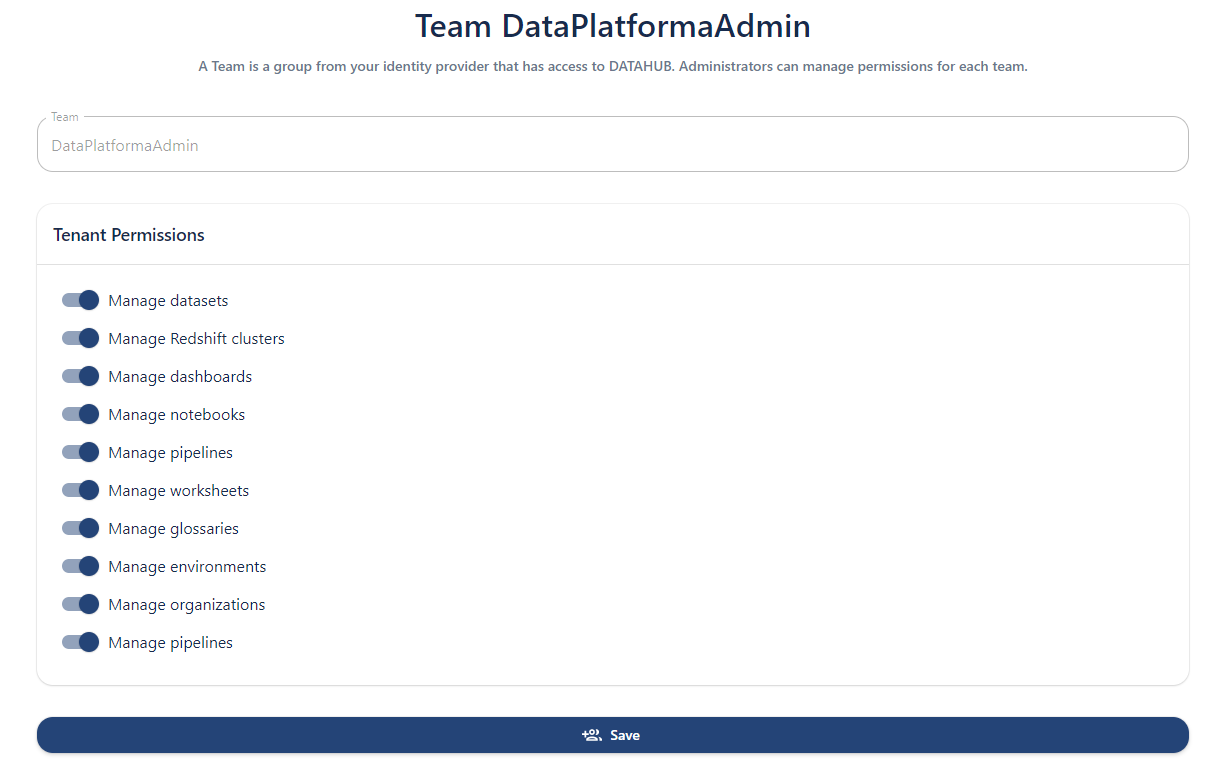 Team DataPlatformaAdmin
A Team is a group from your identity provider that has access to DATAHUB. Administrators can manage permissions for each team.
Team
DataPlatformaAdmin
Tenant Permissions
Manage datasets
Manage Redshift clusters
Manage dashboards
Manage notebooks
Manage pipelines
Manage worksheets
Manage glossaries
Manage environments
Manage organizations
Manage pipelines
Save